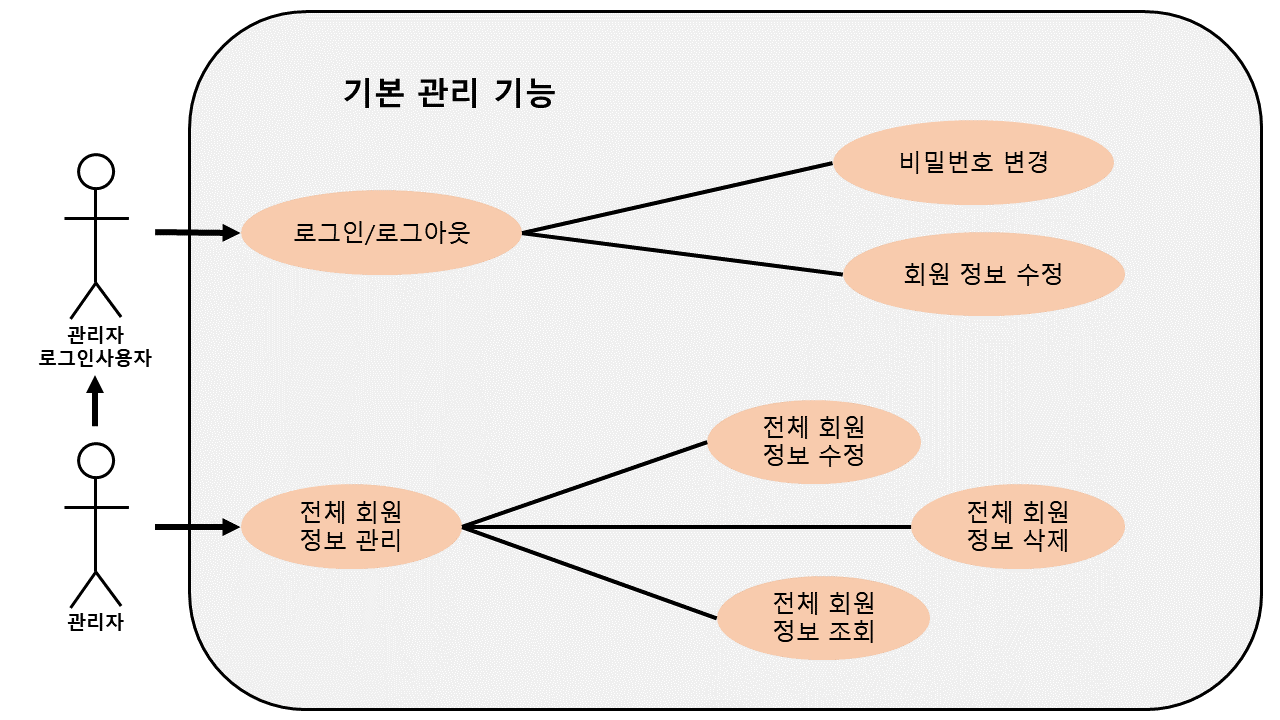 기본 관리 기능
비밀번호 변경
로그인/로그아웃
회원 정보 수정
관리자
로그인사용자
전체 회원
정보 수정
전체 회원
정보 관리
전체 회원
정보 삭제
전체 회원
정보 조회
관리자